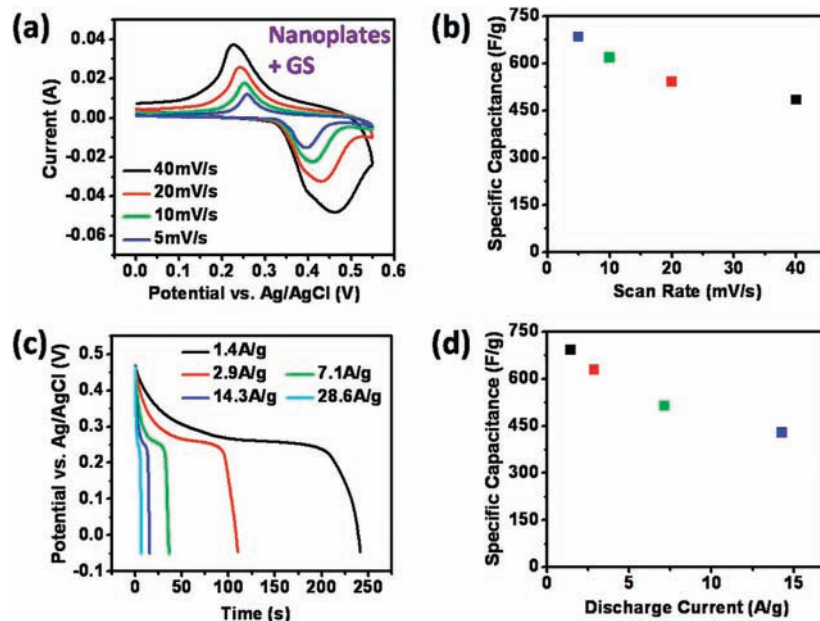 (a)
Nanoplates
+ GS
0.04
0.02
0.00
-0.02
-0.04
-0.06
Current (A)
40mV/s
20mV/s
10mV/s
5mV/s
0.0 0.1 0.2 0.3 0.4 0.5 0.6
Potential vs. Ag/AgCl (V)
(b)
750
600
450
300
150
0
Specific Capacitance (F/g)
0 10 20 30 40
Scan Rate (mV/s)
(c)
0.5
0.4
0.3
0.2
0.1
0.0
-0.1
Potential vs. Ag/AgCl (V)
1.4A/g
2.9A/g 7.1A/g
14.3A/g 28.6A/g
0 50 100 150 200 250
Time (s)
(d)
750
600
450
300
150
0
Specific Capacitance (F/g)
0 5 10 15
Discharge Current (A/g)